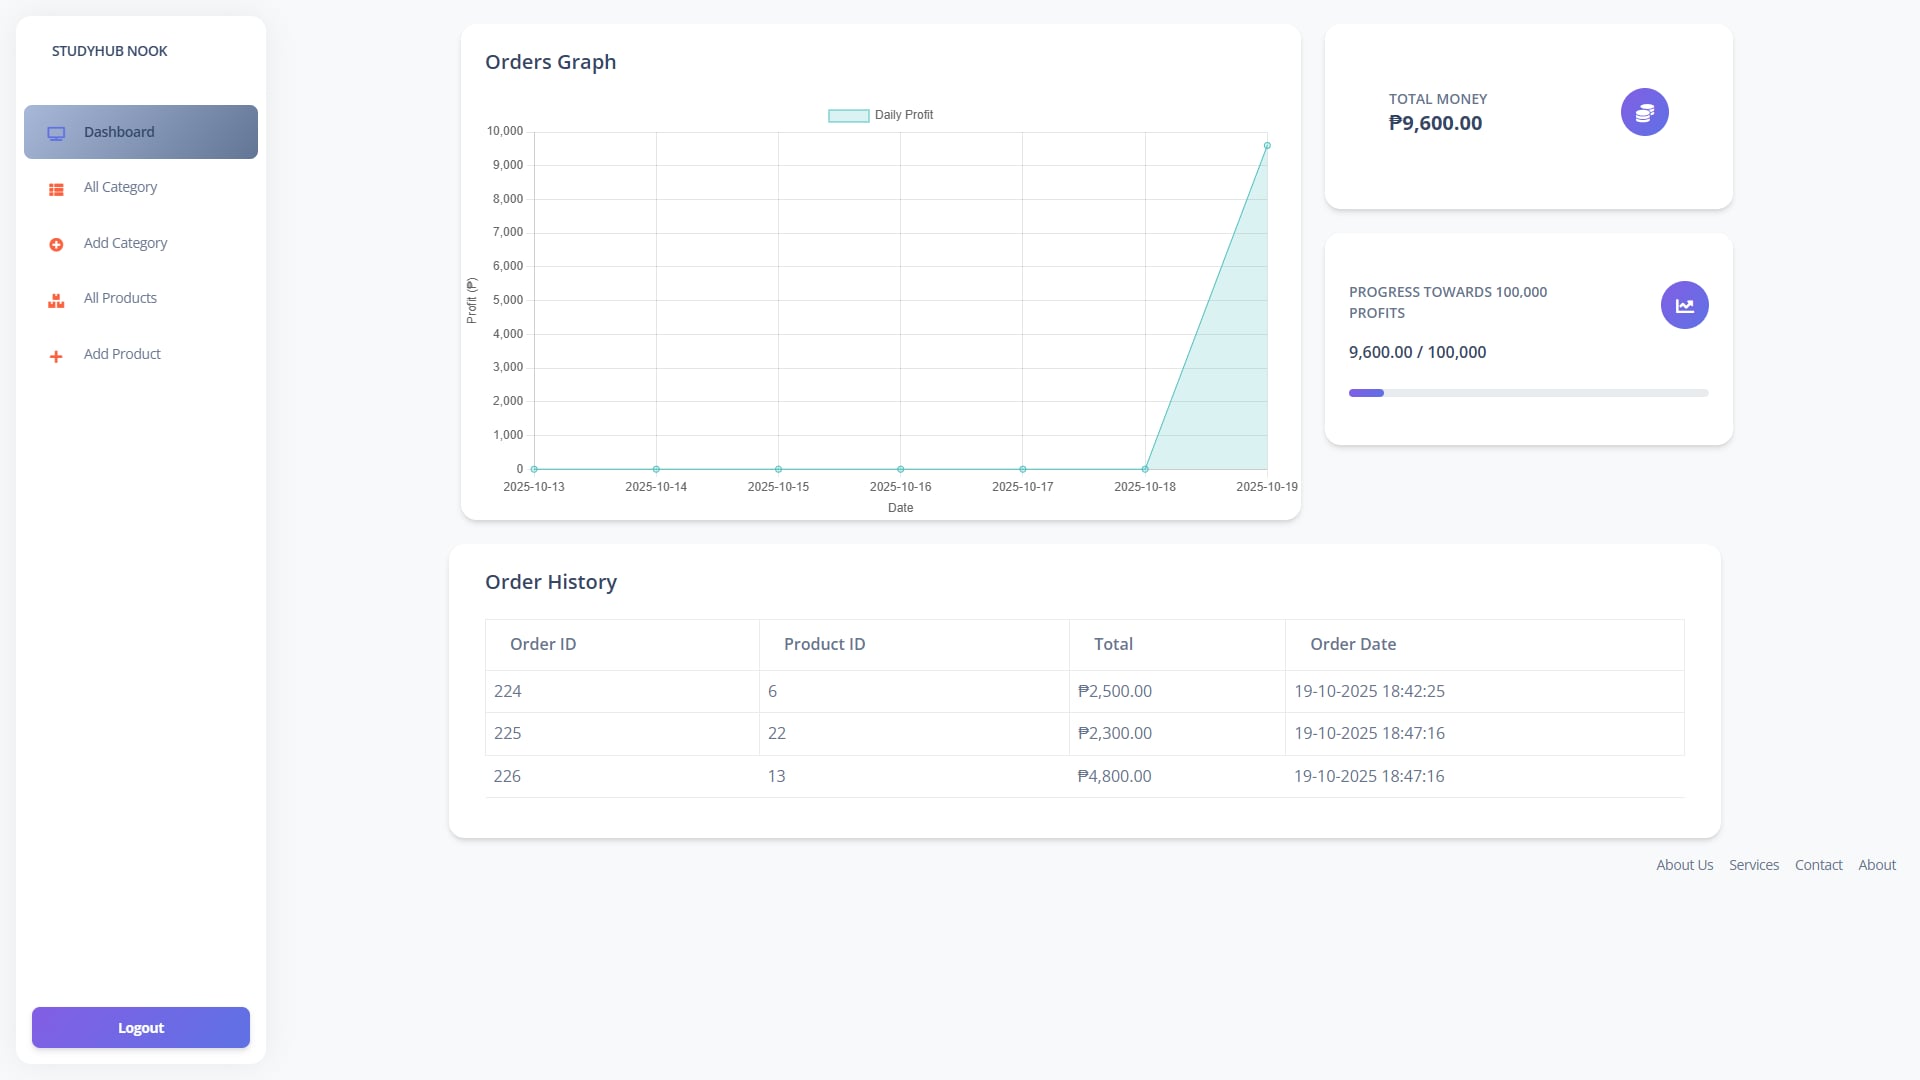 STUDYHUB NOOK
Dashboard
All Category
Add Category
All Products
Add Product
Logout
Orders Graph
Daily Profit
10,000
9,000
8,000
7,000
6,000
5,000
4,000
3,000
2,000
1,000
0
Profit (₱)
2025-10-13 2025-10-14 2025-10-15 2025-10-16 2025-10-17 2025-10-18 2025-10-19
Date
TOTAL MONEY
₱9,600.00
PROGRESS TOWARDS 100,000
PROFITS
9,600.00 / 100,000
Order History
Order ID Product ID Total Order Date
224 6 ₱2,500.00 19-10-2025 18:42:25
225 22 ₱2,300.00 19-10-2025 18:47:16
226 13 ₱4,800.00 19-10-2025 18:47:16
About Us Services Contact About